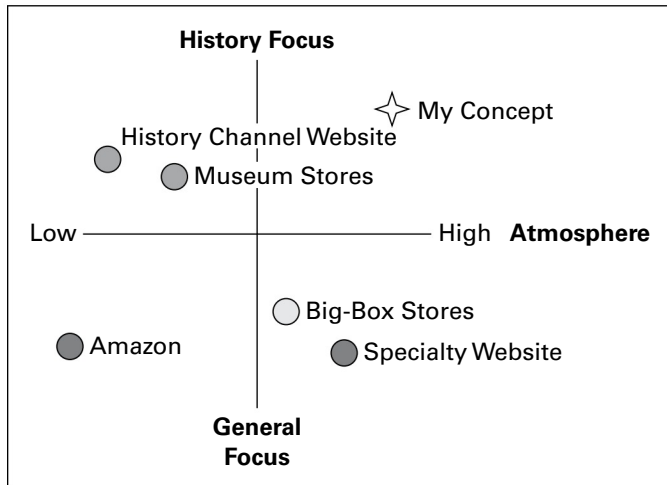 History Focus
My Concept
History Channel Website
Museum Stores
Low
High Atmosphere
Big-Box Stores
Amazon
Specialty Website
General
Focus